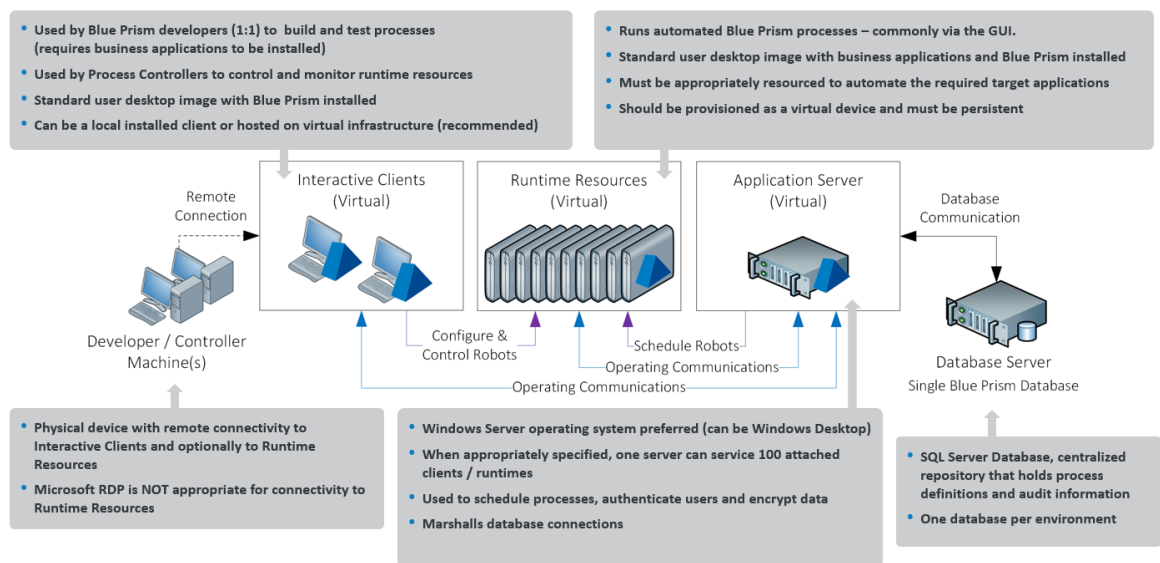 Used by Blue Prism developers (1:1) to build and test processes
(requires business applications to be installed)
Used by Process Controllers to control and monitor runtime resources
Standard user desktop image with Blue Prism installed
Can be a local installed client or hosted on virtual infrastructure (recommended)
Runs automated Blue Prism processes – commonly via the GUI.
Standard user desktop image with business applications and Blue Prism installed
Must be appropriately resourced to automate the required target applications
Should be provisioned as a virtual device and must be persistent
Remote
Connection
Interactive Clients
(Virtual)
Runtime Resources
(Virtual)
Application Server
(Virtual)
Database
Communication
Developer / Controller
Machine(s)
Configure &
Control Robots
Schedule Robots
Operating Communications
Operating Communications
Database Server
Single Blue Prism Database
Physical device with remote connectivity to
Interactive Clients and optionally to Runtime
Resources
Microsoft RDP is NOT appropriate for connectivity to
Runtime Resources
Windows Server operating system preferred (can be Windows Desktop)
When appropriately specified, one server can service 100 attached
clients / runtimes
Used to schedule processes, authenticate users and encrypt data
Marshalls database connections
SQL Server Database, centralized
repository that holds process
definitions and audit information
One database per environment